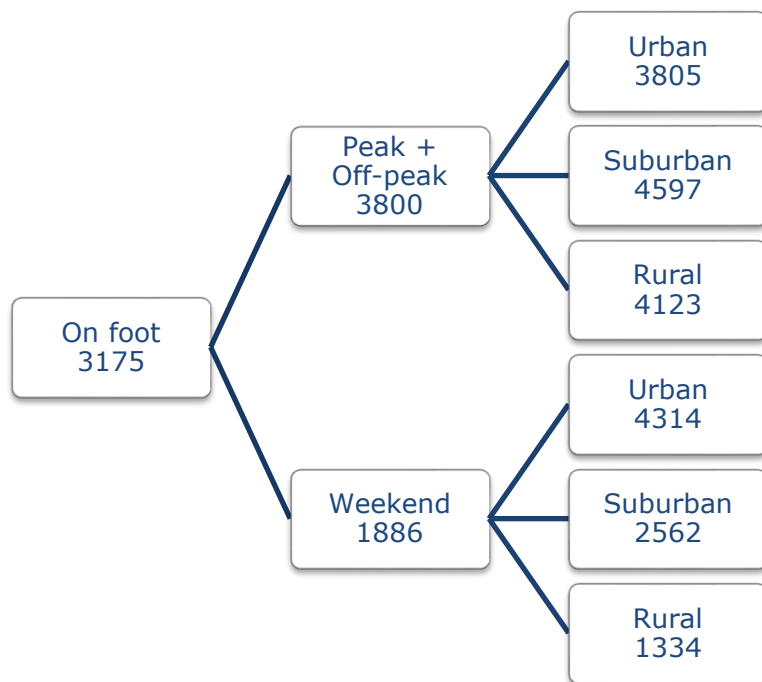 On foot
3175
Peak +
Off-peak
3800
Weekend
1886
Urban
3805
Suburban
4597
Rural
4123
Urban
4314
Suburban
2562
Rural
1334